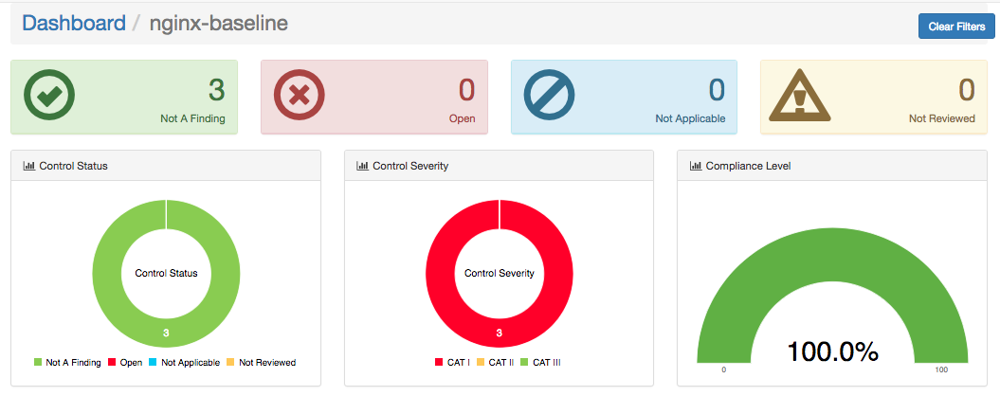 Dashboard / nginx-baseline
Clear Filters
3
Not A Finding
0
Open
0
Not Applicable
0
Not Reviewed
Control Status
Control Status
3
Not A Finding Open Not Applicable Not Reviewed
Control Severity
Control Severity
3
CAT I CAT II CAT III
Compliance Level
100.0%
0 100